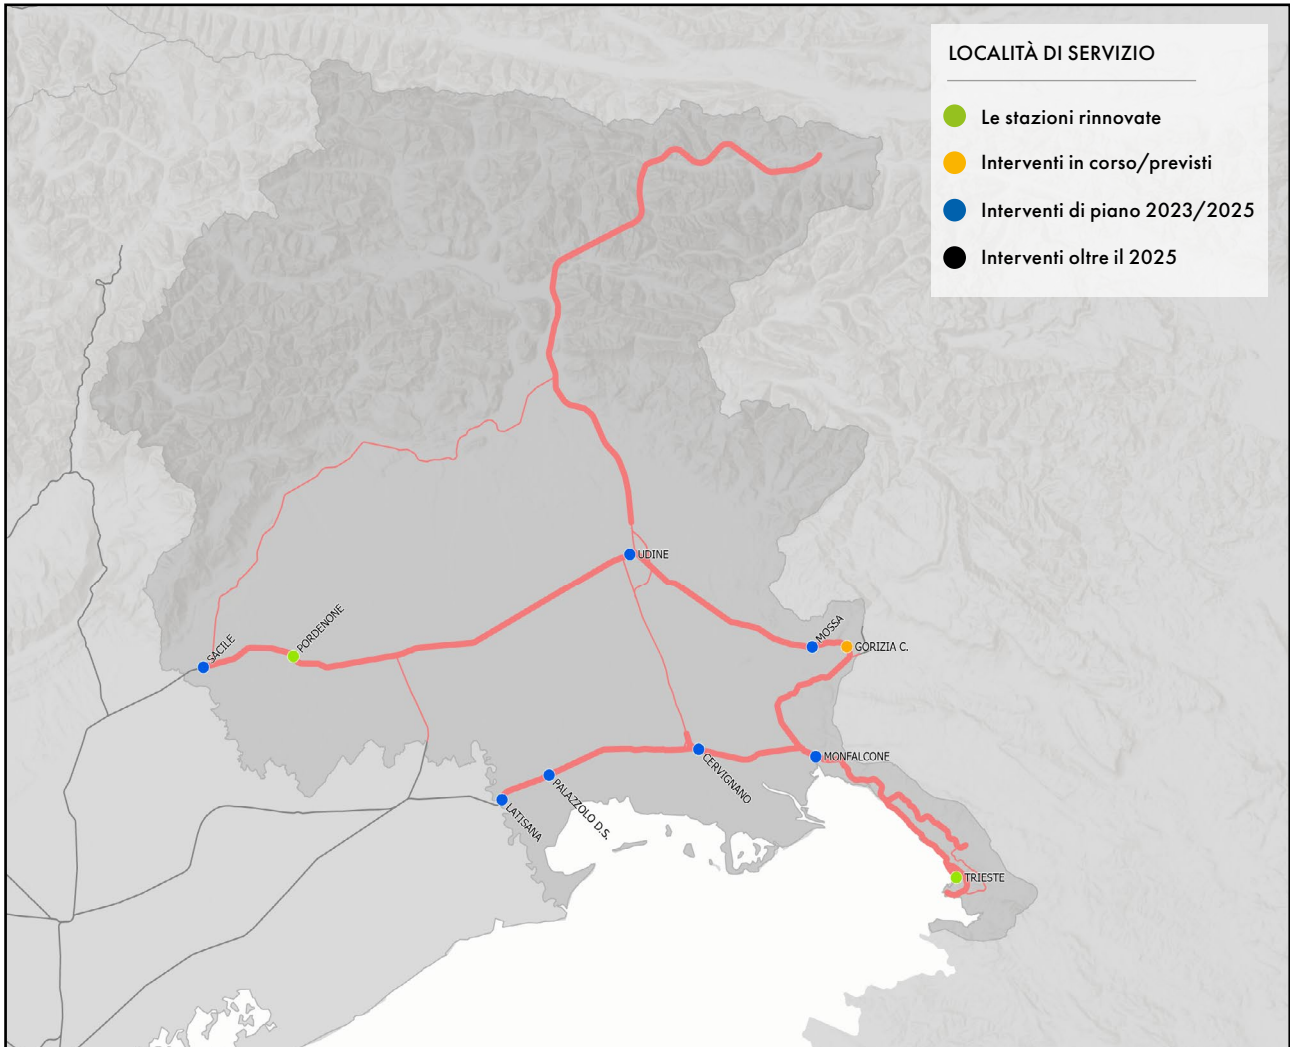 LOCALITÀ DI SERVIZIO
Le stazioni rinnovate
Interventi in corso/previsti
Interventi di piano 2023/2025
Interventi oltre il 2025
UDINE
PORDENONE
SACILE
MOSSA
GORIZIA C.
MONFALCONE
CERVIGNANO
PALAZZOLO D.S.
LATISANA
TRIESTE